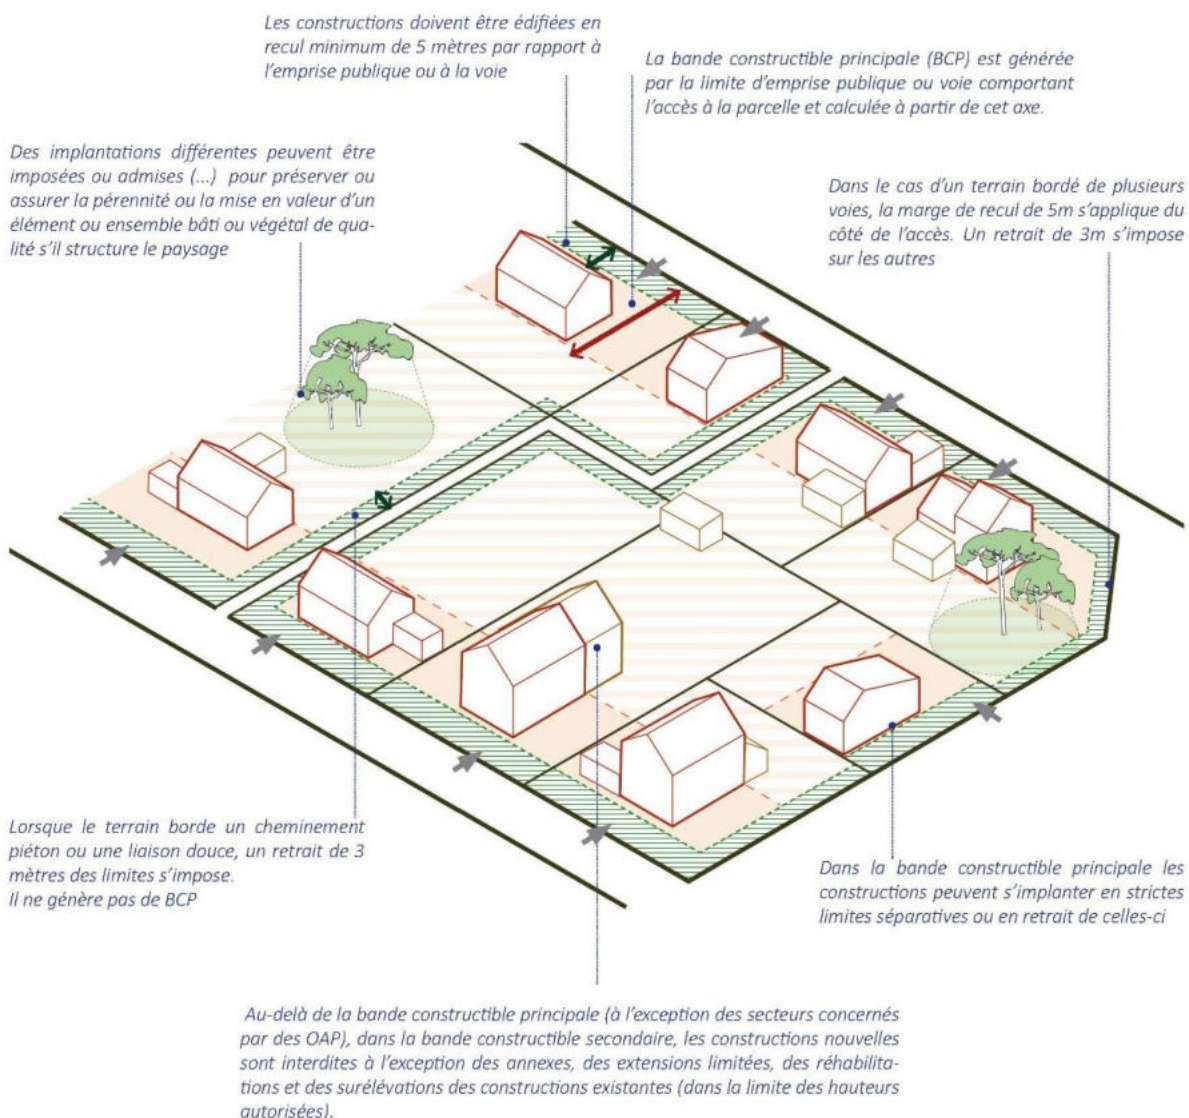 Les constructions doivent être édifiées en
recul minimum de 5 mètres par rapport à
l'emprise publique ou à la voie
La bande constructible principale (BCP) est générée
par la limite d'emprise publique ou voie comportant
l'accès à la parcelle et calculée à partir de cet axe.
Des implantations différentes peuvent être
imposées ou admises (...) pour préserver ou
assurer la pérennité ou la mise en valeur d'un
élément ou ensemble bâti ou végétal de qua-
lité s'il structure le paysage
Dans le cas d'un terrain bordé de plusieurs
voies, la marge de recul de 5m s'applique du
côté de l'accès. Un retrait de 3m s'impose
sur les autres
Lorsque le terrain borde un cheminement
piéton ou une liaison douce, un retrait de 3
mètres des limites s'impose.
Il ne génère pas de BCP
Dans la bande constructible principale les
constructions peuvent s'implanter en strictes
limites séparatives ou en retrait de celles-ci
Au-delà de la bande constructible principale (à l'exception des secteurs concernés
par des OAP), dans la bande constructible secondaire, les constructions nouvelles
sont interdites à l'exception des annexes, des extensions limitées, des réhabilita-
tions et des surélévations des constructions existantes (dans la limite des hauteurs
autorisées).